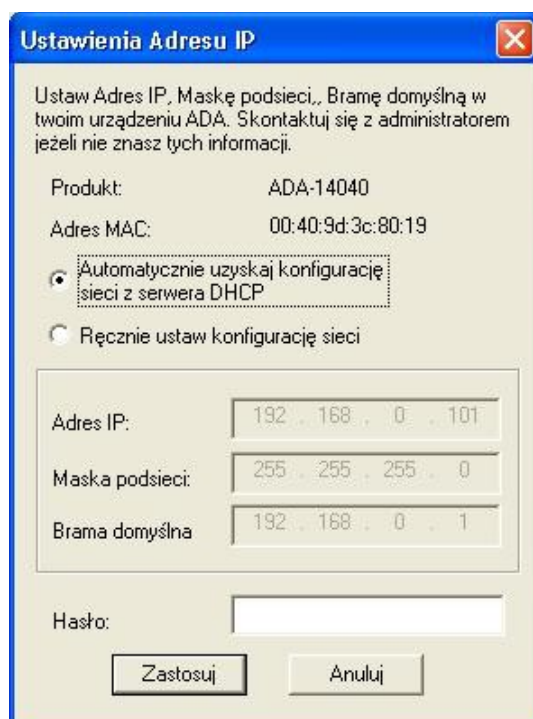 Ustawienia Adresu IP
Ustaw Adres IP, Maskę podsieci,, Bramę domyślną w
twoim urządzeniu ADA. Skontaktuj się z administratorem
jeżeli nie znasz tych informacji.
Produkt: ADA-14040
Adres MAC: 00:40:9d:3c:80:19
Automatycznie uzyskaj konfigurację
sieci z serwera DHCP
Ręcznie ustaw konfigurację sieci
Adres IP: 192 . 168 . 0 . 101
Maska podsieci: 255 . 255 . 255 . 0
Brama domyślna 192 . 168 . 0 . 1
Hasło:
Zastosuj Anuluj